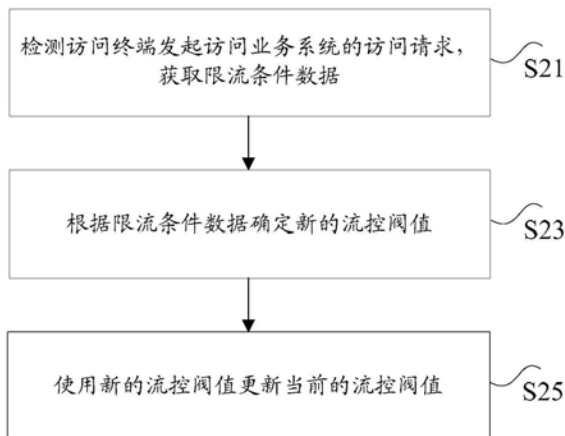 检测访问终端发起访问业务系统的访问请求，
获取限流条件数据
S21
根据限流条件数据确定新的流控阀值
S23
使用新的流控阀值更新当前的流控阀值
S25